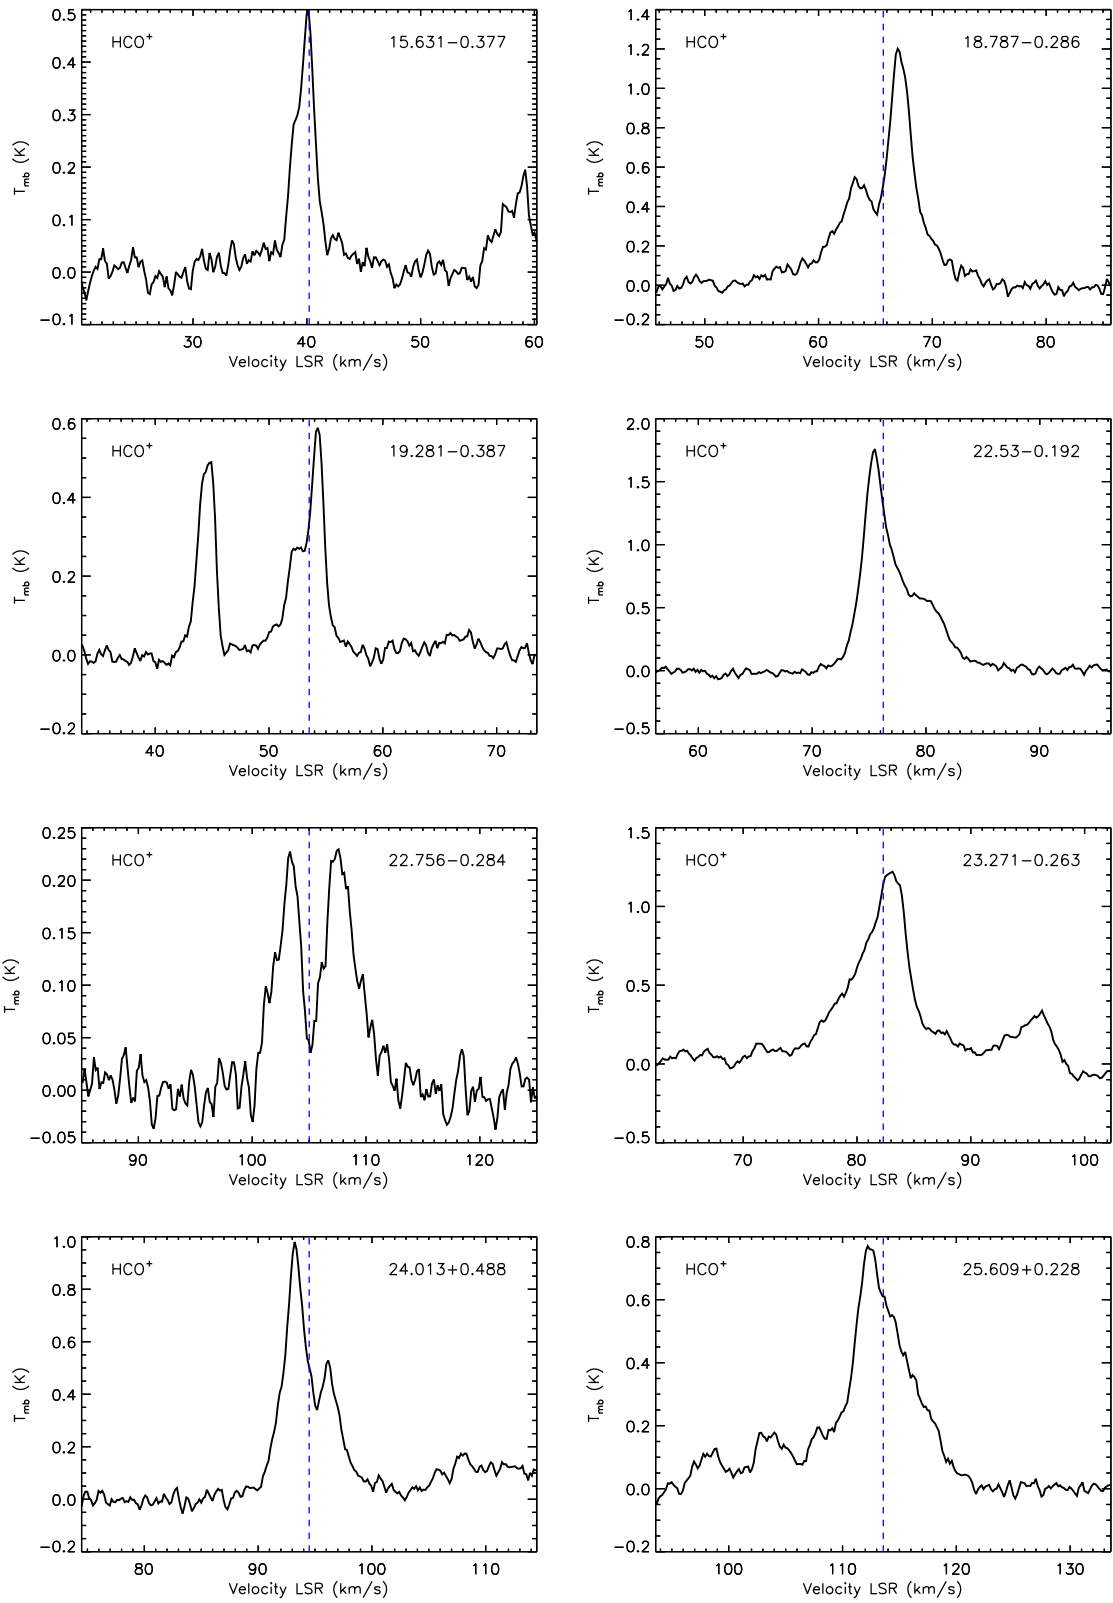 HCO+ 15.631−0.377
0.5
0.4
0.3
0.2
0.1
0.0
−0.1
Tmb (K)
30 40 50 60
Velocity LSR (km/s)
HCO+ 18.787−0.286
1.4
1.2
1.0
0.8
0.6
0.4
0.2
0.0
−0.2
Tmb (K)
50 60 70 80
Velocity LSR (km/s)
HCO+ 19.281−0.387
0.6
0.4
0.2
0.0
−0.2
Tmb (K)
40 50 60 70
Velocity LSR (km/s)
HCO+ 22.53−0.192
2.0
1.5
1.0
0.5
0.0
−0.5
Tmb (K)
60 70 80 90
Velocity LSR (km/s)
HCO+ 22.756−0.284
0.25
0.20
0.15
0.10
0.05
0.00
−0.05
Tmb (K)
90 100 110 120
Velocity LSR (km/s)
HCO+ 23.271−0.263
1.5
1.0
0.5
0.0
−0.5
Tmb (K)
70 80 90 100
Velocity LSR (km/s)
HCO+ 24.013+0.488
1.0
0.8
0.6
0.4
0.2
0.0
−0.2
Tmb (K)
80 90 100 110
Velocity LSR (km/s)
HCO+ 25.609+0.228
0.8
0.6
0.4
0.2
0.0
−0.2
Tmb (K)
100 110 120 130
Velocity LSR (km/s)